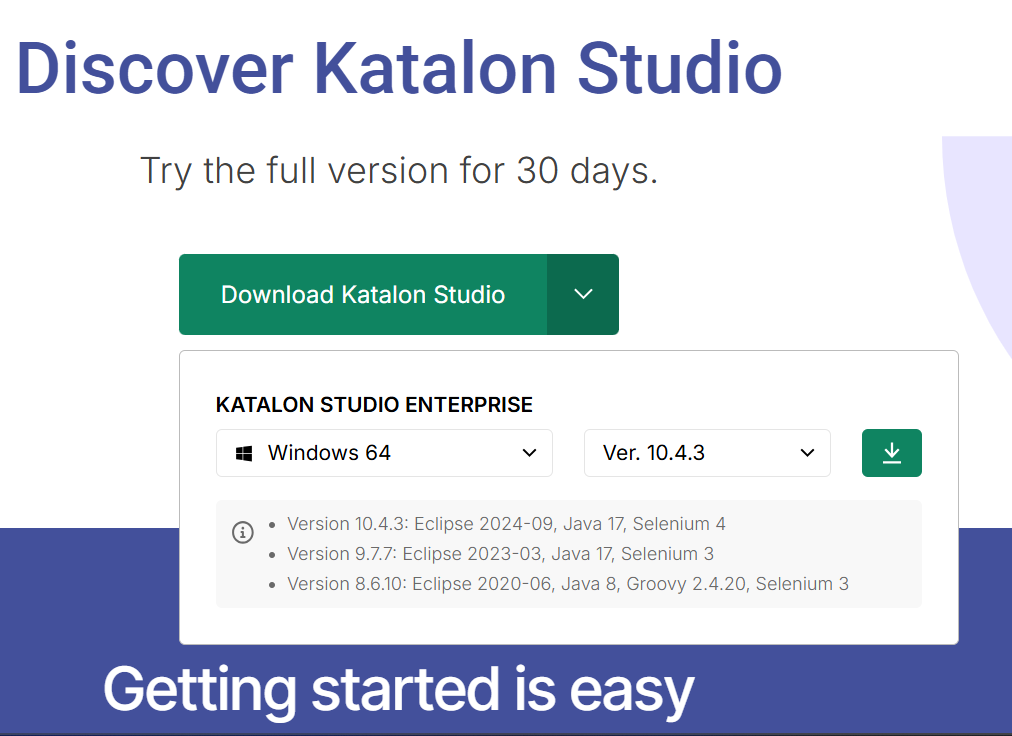 Discover Katalon Studio
Try the full version for 30 days.
Download Katalon Studio
KATALON STUDIO ENTERPRISE
Windows 64
Ver. 10.4.3
Version 10.4.3: Eclipse 2024-09, Java 17, Selenium 4
Version 9.7.7: Eclipse 2023-03, Java 17, Selenium 3
Version 8.6.10: Eclipse 2020-06, Java 8, Groovy 2.4.20, Selenium 3
Getting started is easy